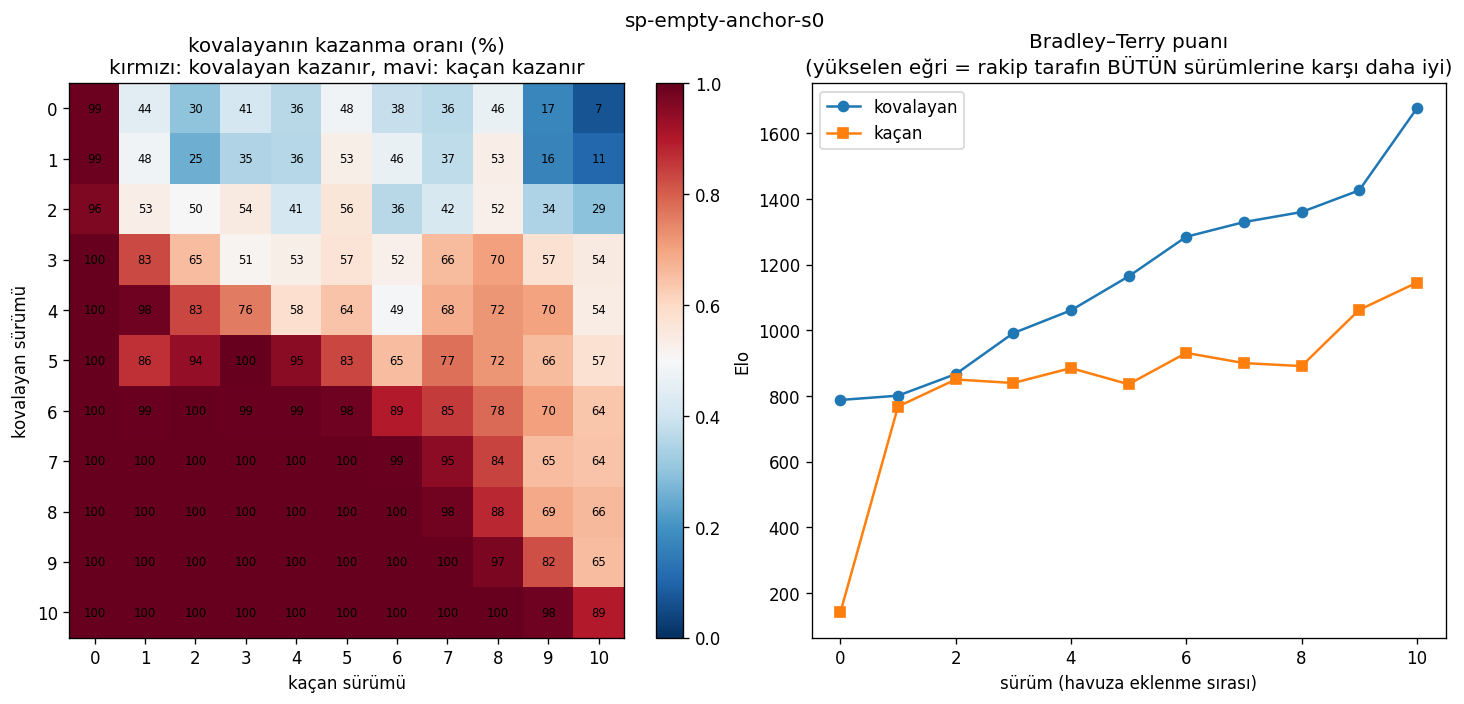 sp-empty-anchor-s0
kovalayanın kazanma oranı (%)
kırmızı: kovalayan kazanır, mavi: kaçan kazanır
kovalayan sürümü
0 99 44 30 41 36 48 38 36 46 17 7
1 99 48 25 35 36 53 46 37 53 16 11
2 96 53 50 54 41 56 36 42 52 34 29
3 100 83 65 51 53 57 52 66 70 57 54
4 100 98 83 76 58 64 49 68 72 70 54
5 100 86 94 100 95 83 65 77 72 66 57
6 100 99 100 99 99 98 89 85 78 70 64
7 100 100 100 100 100 100 99 95 84 65 64
8 100 100 100 100 100 100 100 98 88 69 66
9 100 100 100 100 100 100 100 100 97 82 65
10 100 100 100 100 100 100 100 100 100 98 89
0 1 2 3 4 5 6 7 8 9 10
kaçan sürümü
1.0
0.8
0.6
0.4
0.2
0.0
Bradley–Terry puanı
(yükselen eğri = rakip tarafın BÜTÜN sürümlerine karşı daha iyi)
kovalayan
kaçan
Elo
1600
1400
1200
1000
800
600
400
200
0 2 4 6 8 10
sürüm (havuza eklenme sırası)